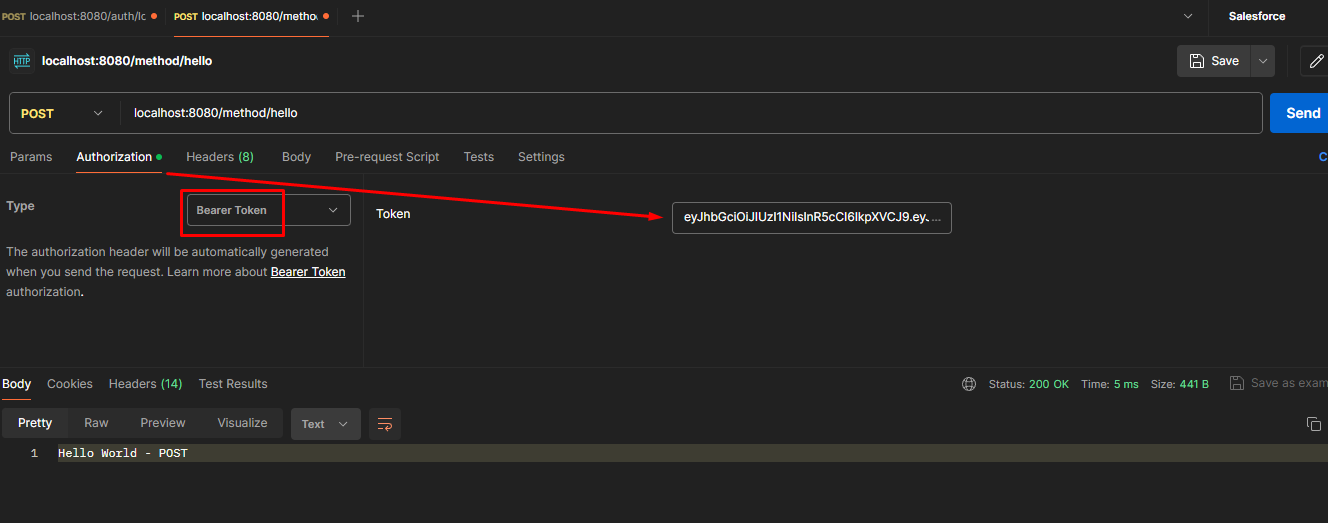 POST localhost:8080/auth/lo
POST localhost:8080/metho
Salesforce
HTTP localhost:8080/method/hello
Save
POST localhost:8080/method/hello
Send
Params Authorization Headers (8) Body Pre-request Script Tests Settings
C
Type Bearer Token
Token eyJhbGciOiJIUzI1NiIsInR5cCI6IkpXVCJ9.eyJ ...
The authorization header will be automatically generated
when you send the request. Learn more about Bearer Token
authorization.
Body Cookies Headers (14) Test Results
Status: 200 OK Time: 5 ms Size: 441 B Save as exam
Pretty Raw Preview Visualize Text
1 Hello World - POST